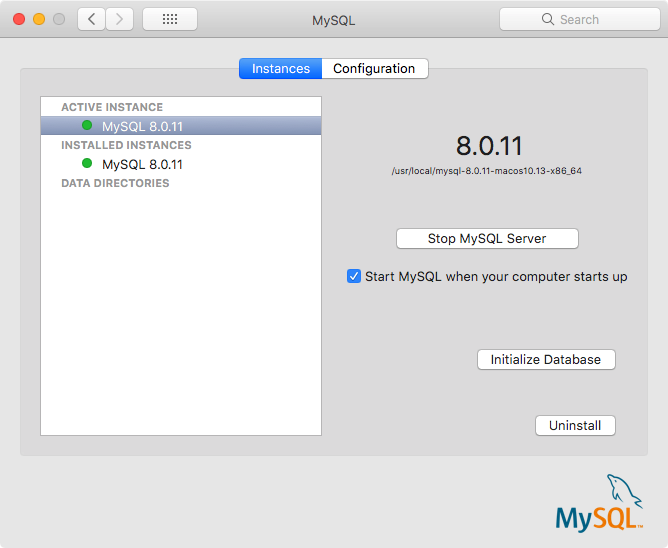 MySQL
Search
Instances
Configuration
ACTIVE INSTANCE
MySQL 8.0.11
INSTALLED INSTANCES
MySQL 8.0.11
DATA DIRECTORIES
8.0.11
/usr/local/mysql-8.0.11-macos10.13-x86_64
Stop MySQL Server
Start MySQL when your computer starts up
Initialize Database
Uninstall
MySQL™